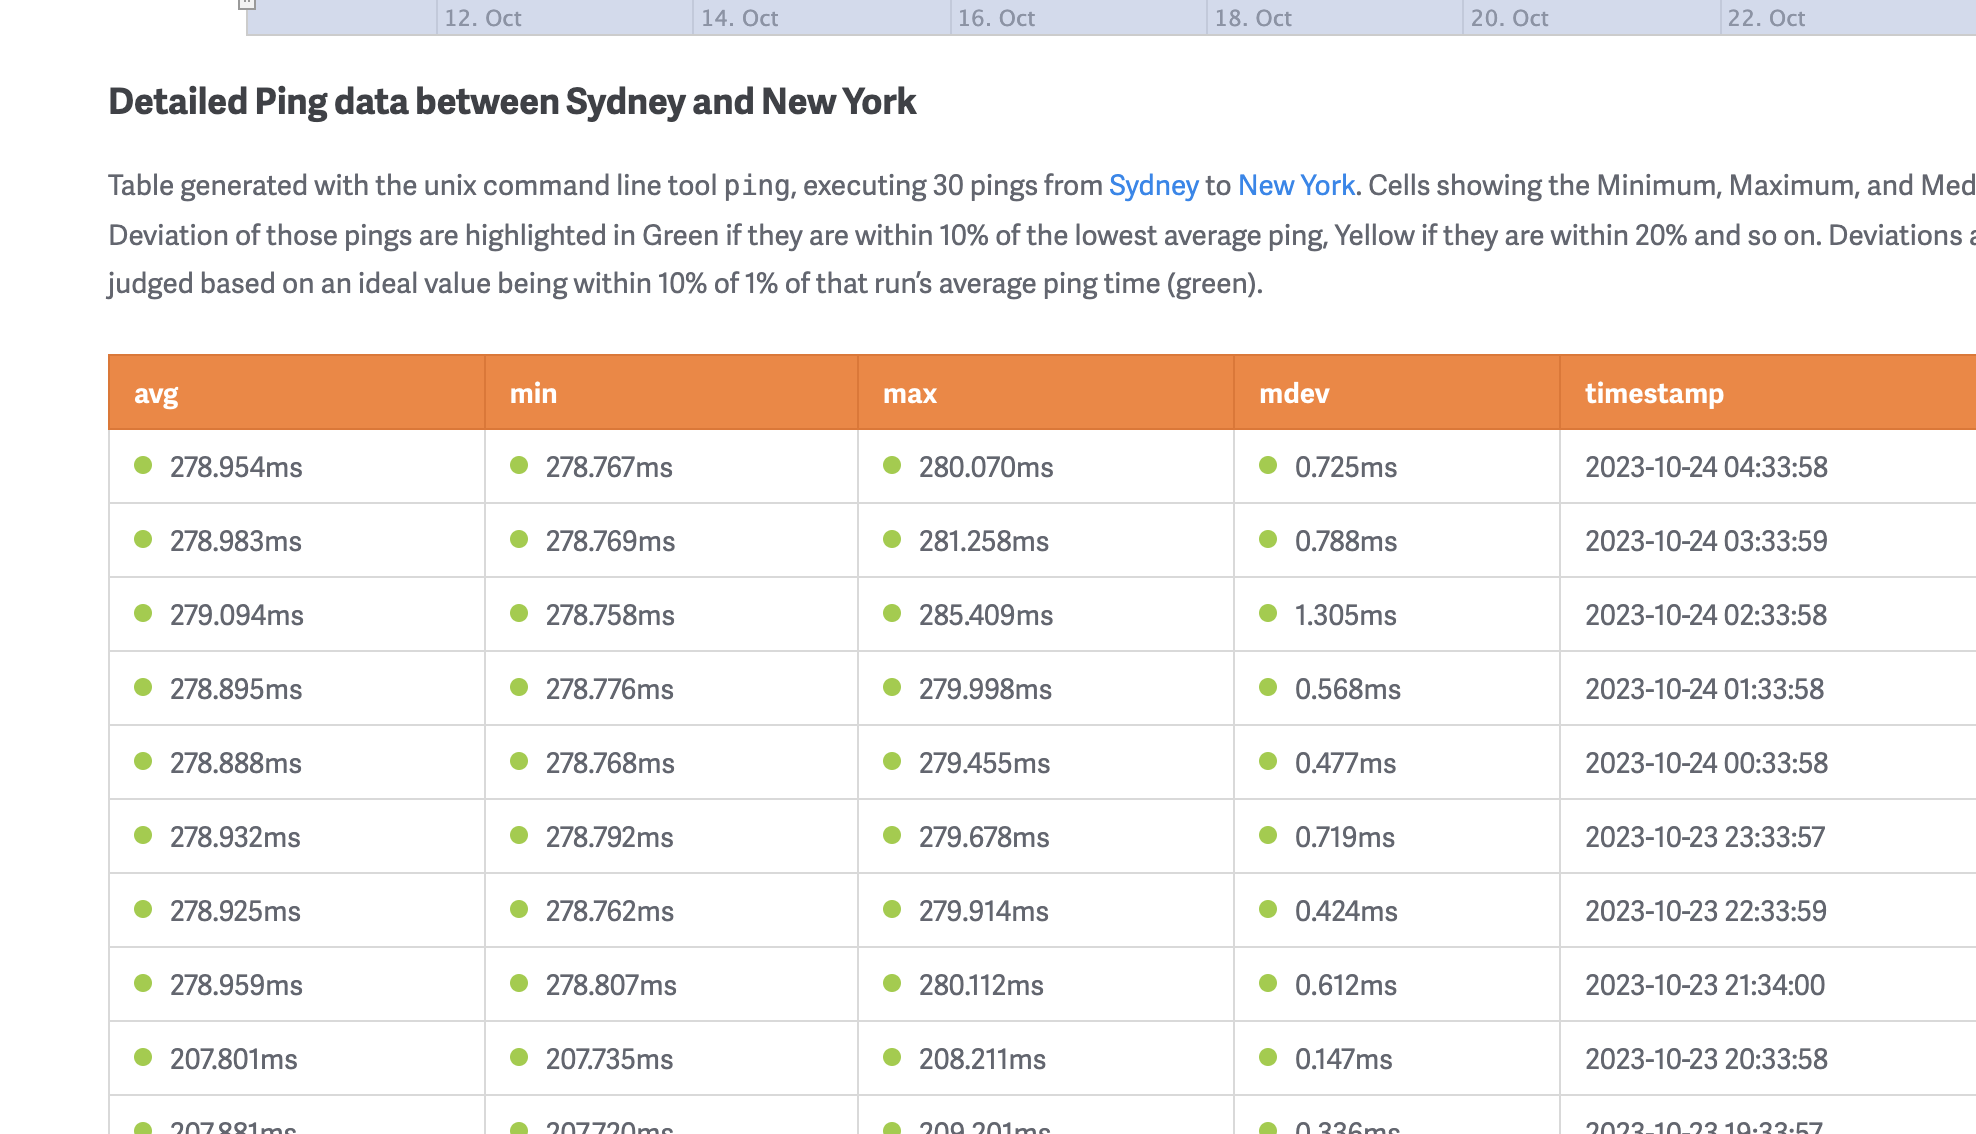 12. Oct 14. Oct 16. Oct 18. Oct 20. Oct 22. Oct
Detailed Ping data between Sydney and New York
Table generated with the unix command line tool ping, executing 30 pings from Sydney to New York. Cells showing the Minimum, Maximum, and Med
Deviation of those pings are highlighted in Green if they are within 10% of the lowest average ping, Yellow if they are within 20% and so on. Deviations a
judged based on an ideal value being within 10% of 1% of that run’s average ping time (green).
avg min max mdev timestamp
278.954ms 278.767ms 280.070ms 0.725ms 2023-10-24 04:33:58
278.983ms 278.769ms 281.258ms 0.788ms 2023-10-24 03:33:59
279.094ms 278.758ms 285.409ms 1.305ms 2023-10-24 02:33:58
278.895ms 278.776ms 279.998ms 0.568ms 2023-10-24 01:33:58
278.888ms 278.768ms 279.455ms 0.477ms 2023-10-24 00:33:58
278.932ms 278.792ms 279.678ms 0.719ms 2023-10-23 23:33:57
278.925ms 278.762ms 279.914ms 0.424ms 2023-10-23 22:33:59
278.959ms 278.807ms 280.112ms 0.612ms 2023-10-23 21:34:00
207.801ms 207.735ms 208.211ms 0.147ms 2023-10-23 20:33:58
207.881ms 207.720ms 209.201ms 0.336ms 2023-10-23 19:33:57